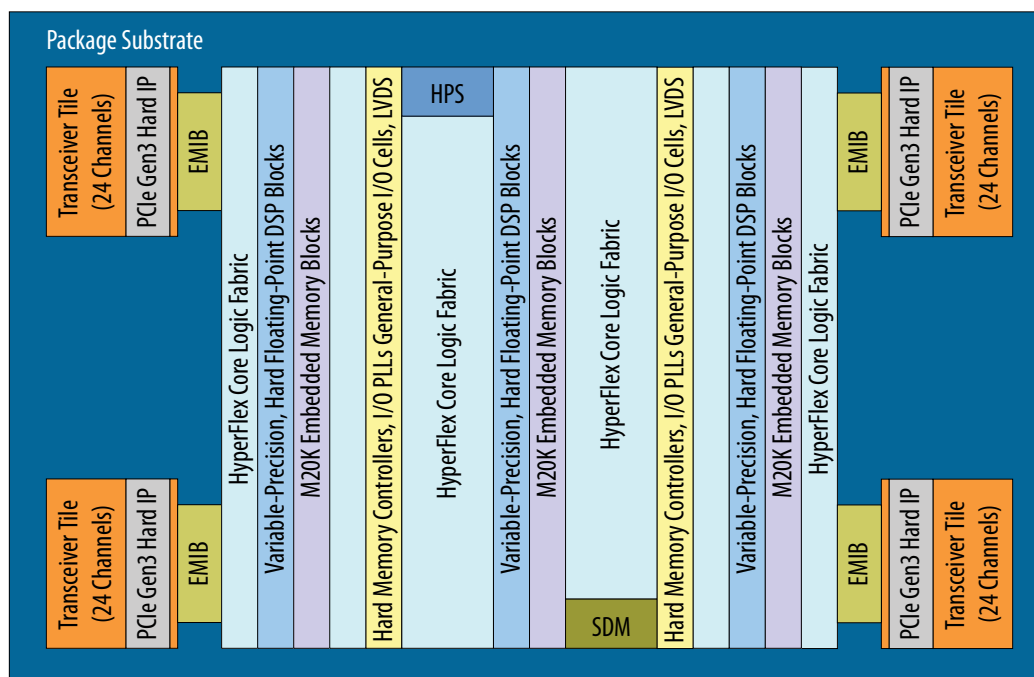 Package Substrate
Transceiver Tile
(24 Channels)
PCIe Gen3 Hard IP
EMIB
Transceiver Tile
(24 Channels)
PCIe Gen3 Hard IP
EMIB
HyperFlex Core Logic Fabric
Variable-Precision, Hard Floating-Point DSP Blocks
M20K Embedded Memory Blocks
Hard Memory Controllers, I/O PLLs General-Purpose I/O Cells, LVDS
HPS
HyperFlex Core Logic Fabric
Variable-Precision, Hard Floating-Point DSP Blocks
M20K Embedded Memory Blocks
HyperFlex Core Logic Fabric
SDM
Hard Memory Controllers, I/O PLLs General-Purpose I/O Cells, LVDS
Variable-Precision, Hard Floating-Point DSP Blocks
M20K Embedded Memory Blocks
HyperFlex Core Logic Fabric
EMIB
PCIe Gen3 Hard IP
Transceiver Tile
(24 Channels)
EMIB
PCIe Gen3 Hard IP
Transceiver Tile
(24 Channels)